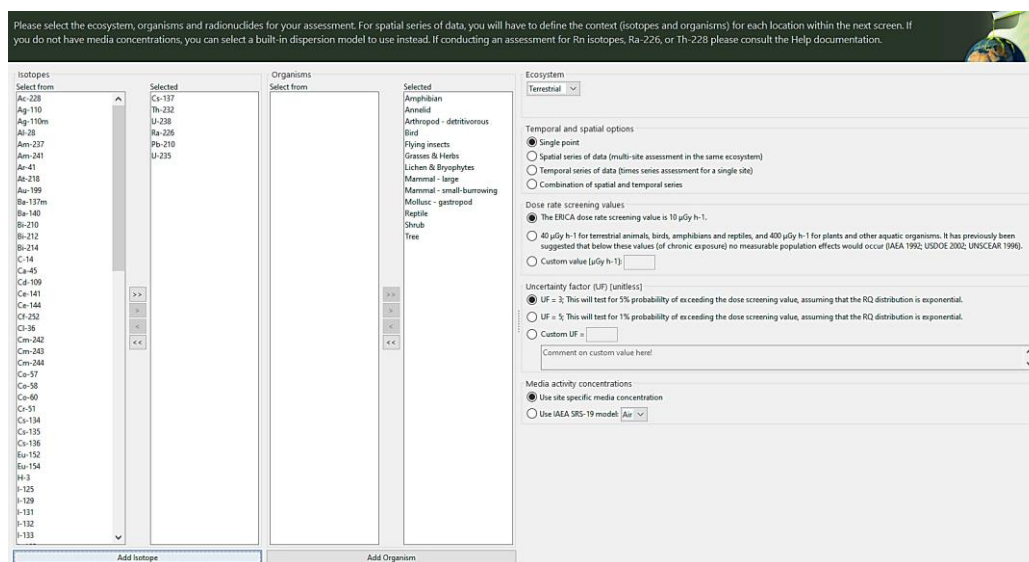 Please select the ecosystem, organisms and radionuclides for your assessment. For spatial series of data, you will have to define the context (isotopes and organisms) for each location within the next screen. If
you do not have media concentrations, you can select a built-in dispersion model to use instead. If conducting an assessment for Rn isotopes, Ra-226, or Th-228 please consult the Help documentation.
Isotopes
Select from
Ac-228
Ag-110
Ag-110m
Al-28
Am-237
Am-241
Ar-41
At-218
Au-199
Ba-137m
Ba-140
Bi-210
Bi-212
Bi-214
C-14
Ca-45
Cd-109
Ce-141
Ce-144
Cf-252
Cl-36
Cm-242
Cm-243
Cm-244
Co-57
Co-58
Co-60
Cr-51
Cs-134
Cs-135
Cs-136
Eu-152
Eu-154
H-3
I-125
I-129
I-131
I-132
I-133
>>
>
<
<<
Selected
Cs-137
Th-232
U-238
Ra-226
Pb-210
U-235
Add Isotope
Organisms
Select from
>>
>
<
<<
Selected
Amphibian
Annelid
Arthropod - detritivorous
Bird
Flying insects
Grasses & Herbs
Lichen & Bryophytes
Mammal - large
Mammal - small-burrowing
Mollusc - gastropod
Reptile
Shrub
Tree
Add Organism
Ecosystem
Terrestrial
Temporal and spatial options
Single point
Spatial series of data (multi-site assessment in the same ecosystem)
Temporal series of data (times series assessment for a single site)
Combination of spatial and temporal series
Dose rate screening values
The ERICA dose rate screening value is 10 µGy h-1.
40 µGy h-1 for terrestrial animals, birds, amphibians and reptiles, and 400 µGy h-1 for plants and other aquatic organisms. It has previously been
suggested that below these values (of chronic exposure) no measurable population effects would occur (IAEA 1992; USDOE 2002; UNSCEAR 1996).
Custom value [µGy h-1]:
Uncertainty factor (UF) [unitless]
UF = 3; This will test for 5% probability of exceeding the dose screening value, assuming that the RQ distribution is exponential.
UF = 5; This will test for 1% probability of exceeding the dose screening value, assuming that the RQ distribution is exponential.
Custom UF =
Comment on custom value here!
Media activity concentrations
Use site specific media concentration
Use IAEA SRS-19 model: Air